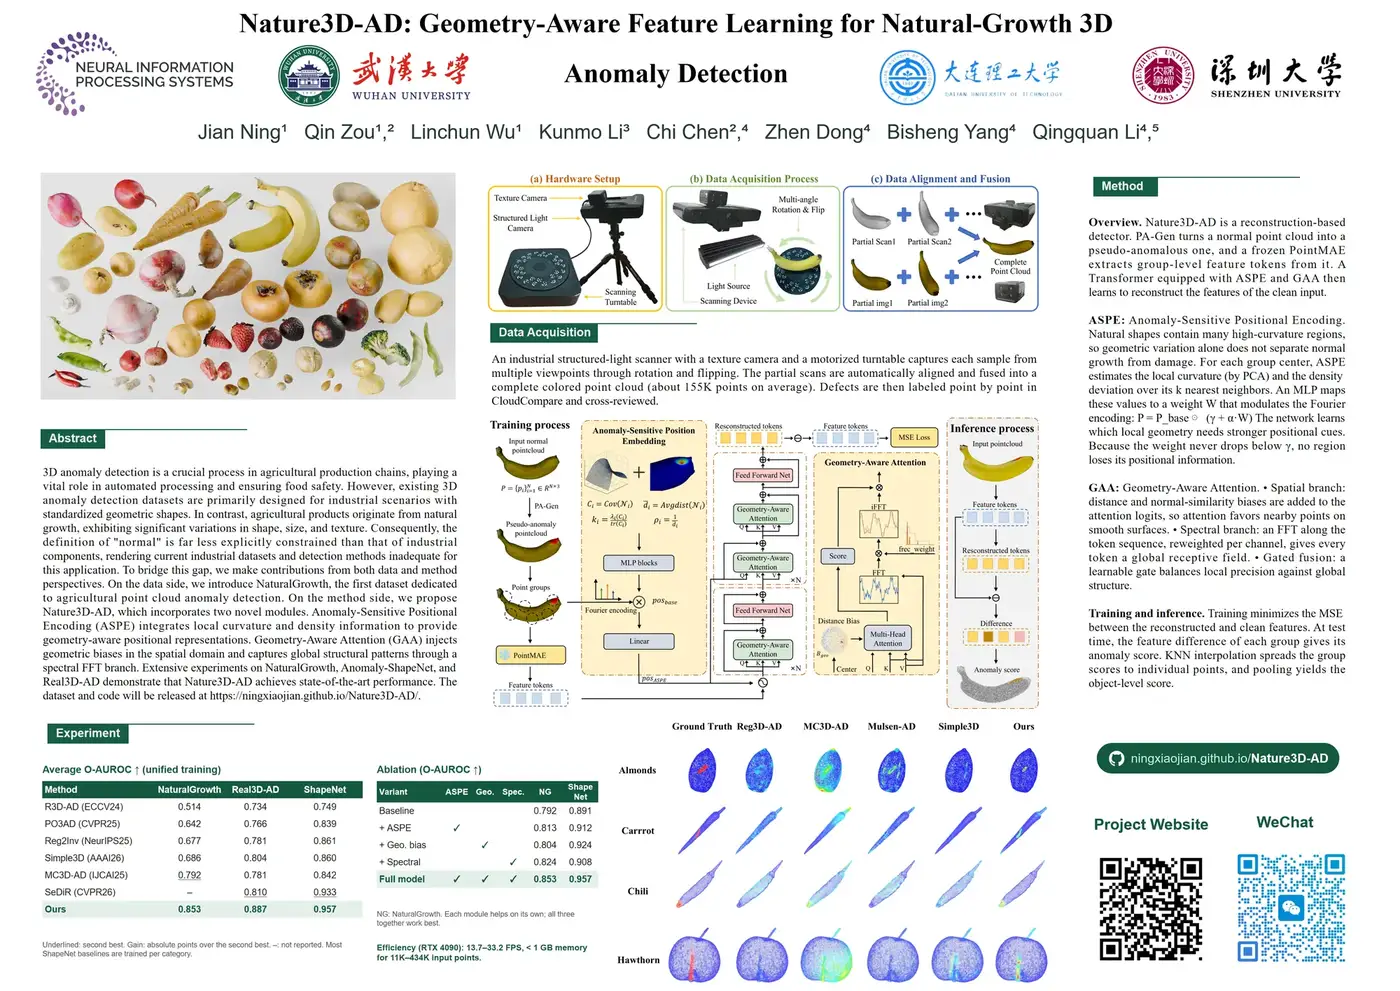 Nature3D-AD: Geometry-Aware Feature Learning for Natural-Growth 3D
Anomaly Detection
NEURAL INFORMATION
PROCESSING SYSTEMS
武汉大学
WUHAN UNIVERSITY
大连理工大学
DALIAN UNIVERSITY OF TECHNOLOGY
深圳大学
SHENZHEN UNIVERSITY
Jian Ning¹ Qin Zou¹,² Linchun Wu¹ Kunmo Li³ Chi Chen²,⁴ Zhen Dong⁴ Bisheng Yang⁴ Qingquan Li⁴,⁵
Abstract
3D anomaly detection is a crucial process in agricultural production chains, playing a
vital role in automated processing and ensuring food safety. However, existing 3D
anomaly detection datasets are primarily designed for industrial scenarios with
standardized geometric shapes. In contrast, agricultural products originate from natural
growth, exhibiting significant variations in shape, size, and texture. Consequently, the
definition of "normal" is far less explicitly constrained than that of industrial
components, rendering current industrial datasets and detection methods inadequate for
this application. To bridge this gap, we make contributions from both data and method
perspectives. On the data side, we introduce NaturalGrowth, the first dataset dedicated
to agricultural point cloud anomaly detection. On the method side, we propose
Nature3D-AD, which incorporates two novel modules. Anomaly-Sensitive Positional
Encoding (ASPE) integrates local curvature and density information to provide
geometry-aware positional representations. Geometry-Aware Attention (GAA) injects
geometric biases in the spatial domain and captures global structural patterns through a
spectral FFT branch. Extensive experiments on NaturalGrowth, Anomaly-ShapeNet, and
Real3D-AD demonstrate that Nature3D-AD achieves state-of-the-art performance. The
dataset and code will be released at https://ningxiaojian.github.io/Nature3D-AD/.
(a) Hardware Setup
Texture Camera
Structured Light
Camera
Scanning
Turntable
(b) Data Acquisition Process
Multi-angle
Rotation & Flip
Light Source
Scanning Device
(c) Data Alignment and Fusion
Partial Scan1 Partial Scan2
Complete
Point Cloud
Partial img1 Partial img2
Data Acquisition
An industrial structured-light scanner with a texture camera and a motorized turntable captures each sample from
multiple viewpoints through rotation and flipping. The partial scans are automatically aligned and fused into a
complete colored point cloud (about 155K points on average). Defects are then labeled point by point in
CloudCompare and cross-reviewed.
Training process
Input normal
pointcloud
P = {pᵢ}ᵢ₌₁ᴺ ∈ Rᴺˣ³
PA-Gen
Pseudo-anomaly
pointcloud
Point groups
PointMAE
Feature tokens
Anomaly-Sensitive Position
Embedding
Cᵢ = Cov(Nᵢ) d̄ᵢ = Avgdist(Nᵢ)
MLP blocks
Fourier encoding
pos_base
Linear
pos_ASPE
Resconstructed tokens
Feature tokens
MSE Loss
Feed Forward Net
Geometry-Aware
Attention
Geometry-Aware
Attention
Q K V
×N
Feed Forward Net
Geometry-Aware
Attention
Q K V
×N
Geometry-Aware Attention
iFFT
Score
frec_weight
FFT
Distance Bias
Multi-Head
Attention
Center
Q K V
Inference process
Input pointcloud
Feature tokens
Resconstructed tokens
Difference
Anomaly score
Method
Overview. Nature3D-AD is a reconstruction-based
detector. PA-Gen turns a normal point cloud into a
pseudo-anomalous one, and a frozen PointMAE
extracts group-level feature tokens from it. A
Transformer equipped with ASPE and GAA then
learns to reconstruct the features of the clean input.
ASPE: Anomaly-Sensitive Positional Encoding.
Natural shapes contain many high-curvature regions,
so geometric variation alone does not separate normal
growth from damage. For each group center, ASPE
estimates the local curvature (by PCA) and the density
deviation over its k nearest neighbors. An MLP maps
these values to a weight W that modulates the Fourier
encoding: P = P_base ⊙ (γ + α·W) The network learns
which local geometry needs stronger positional cues.
Because the weight never drops below γ, no region
loses its positional information.
GAA: Geometry-Aware Attention. • Spatial branch:
distance and normal-similarity biases are added to the
attention logits, so attention favors nearby points on
smooth surfaces. • Spectral branch: an FFT along the
token sequence, reweighted per channel, gives every
token a global receptive field. • Gated fusion: a
learnable gate balances local precision against global
structure.
Training and inference. Training minimizes the MSE
between the reconstructed and clean features. At test
time, the feature difference of each group gives its
anomaly score. KNN interpolation spreads the group
scores to individual points, and pooling yields the
object-level score.
ningxiaojian.github.io/Nature3D-AD
Project Website
WeChat
Experiment
Average O-AUROC ↑ (unified training)
Method NaturalGrowth Real3D-AD ShapeNet
R3D-AD (ECCV24) 0.514 0.734 0.749
PO3AD (CVPR25) 0.642 0.766 0.839
Reg2Inv (NeurIPS25) 0.677 0.781 0.861
Simple3D (AAAI26) 0.686 0.804 0.860
MC3D-AD (IJCAI25) 0.792 0.781 0.842
SeDiR (CVPR26) – 0.810 0.933
Ours 0.853 0.887 0.957
Underlined: second best. Gain: absolute points over the second best. –: not reported. Most
ShapeNet baselines are trained per category.
Ablation (O-AUROC ↑)
Variant ASPE Geo. Spec. NG Shape Net
Baseline 0.792 0.891
+ ASPE ✓ 0.813 0.912
+ Geo. bias ✓ 0.804 0.924
+ Spectral ✓ 0.824 0.908
Full model ✓ ✓ ✓ 0.853 0.957
NG: NaturalGrowth. Each module helps on its own; all three
together work best.
Efficiency (RTX 4090): 13.7–33.2 FPS, < 1 GB memory
for 11K–434K input points.
Ground Truth Reg3D-AD MC3D-AD Mulsen-AD Simple3D Ours
Almonds
Carrrot
Chili
Hawthorn